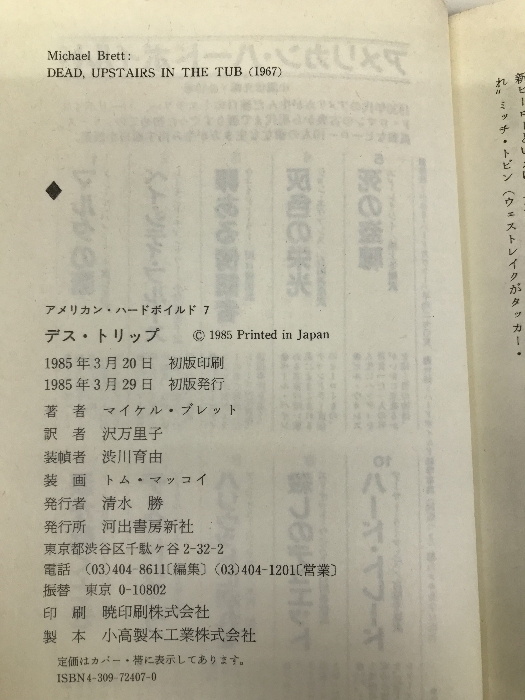 Michael Brett:
DEAD, UPSTAIRS IN THE TUB (1967)
アメリカン・ハードボイルド 7
デス・トリップ © 1985 Printed in Japan
1985年3月20日 初版印刷
1985年3月29日 初版発行
著者 マイケル・ブレット
訳者 沢万里子
装幀者 渋川育由
装画 トム・マッコイ
発行者 清水 勝
発行所 河出書房新社
東京都渋谷区千駄ケ谷2-32-2
電話 (03)404-8611〔編集〕 (03)404-1201〔営業〕
振替 東京 0-10802
印刷 暁印刷株式会社
製本 小高製本工業株式会社
定価はカバー・帯に表示してあります。
ISBN4-309-72407-0
れ”ミッチ・トビン（ウェストレイクがタッカー・